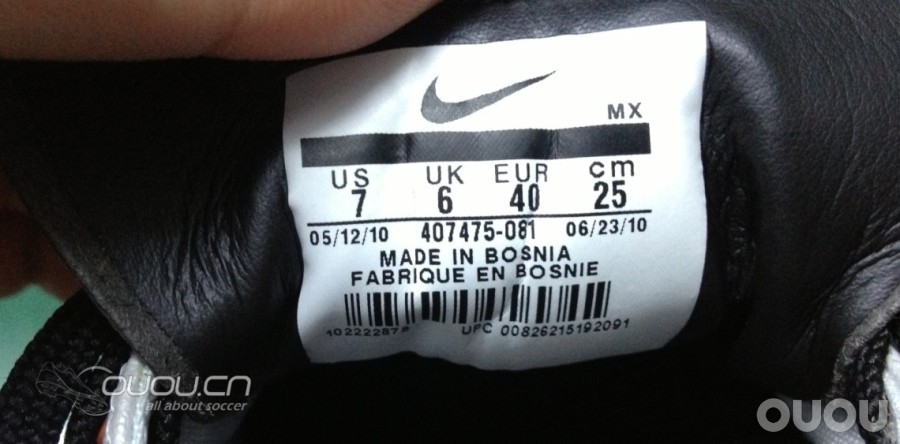 MX
US UK EUR cm
7 6 40 25
05/12/10 407475-081 06/23/10
MADE IN BOSNIA
FABRIQUE EN BOSNIE
UPC 00826215192091
OUOU.CN
all about soccer
OUOU